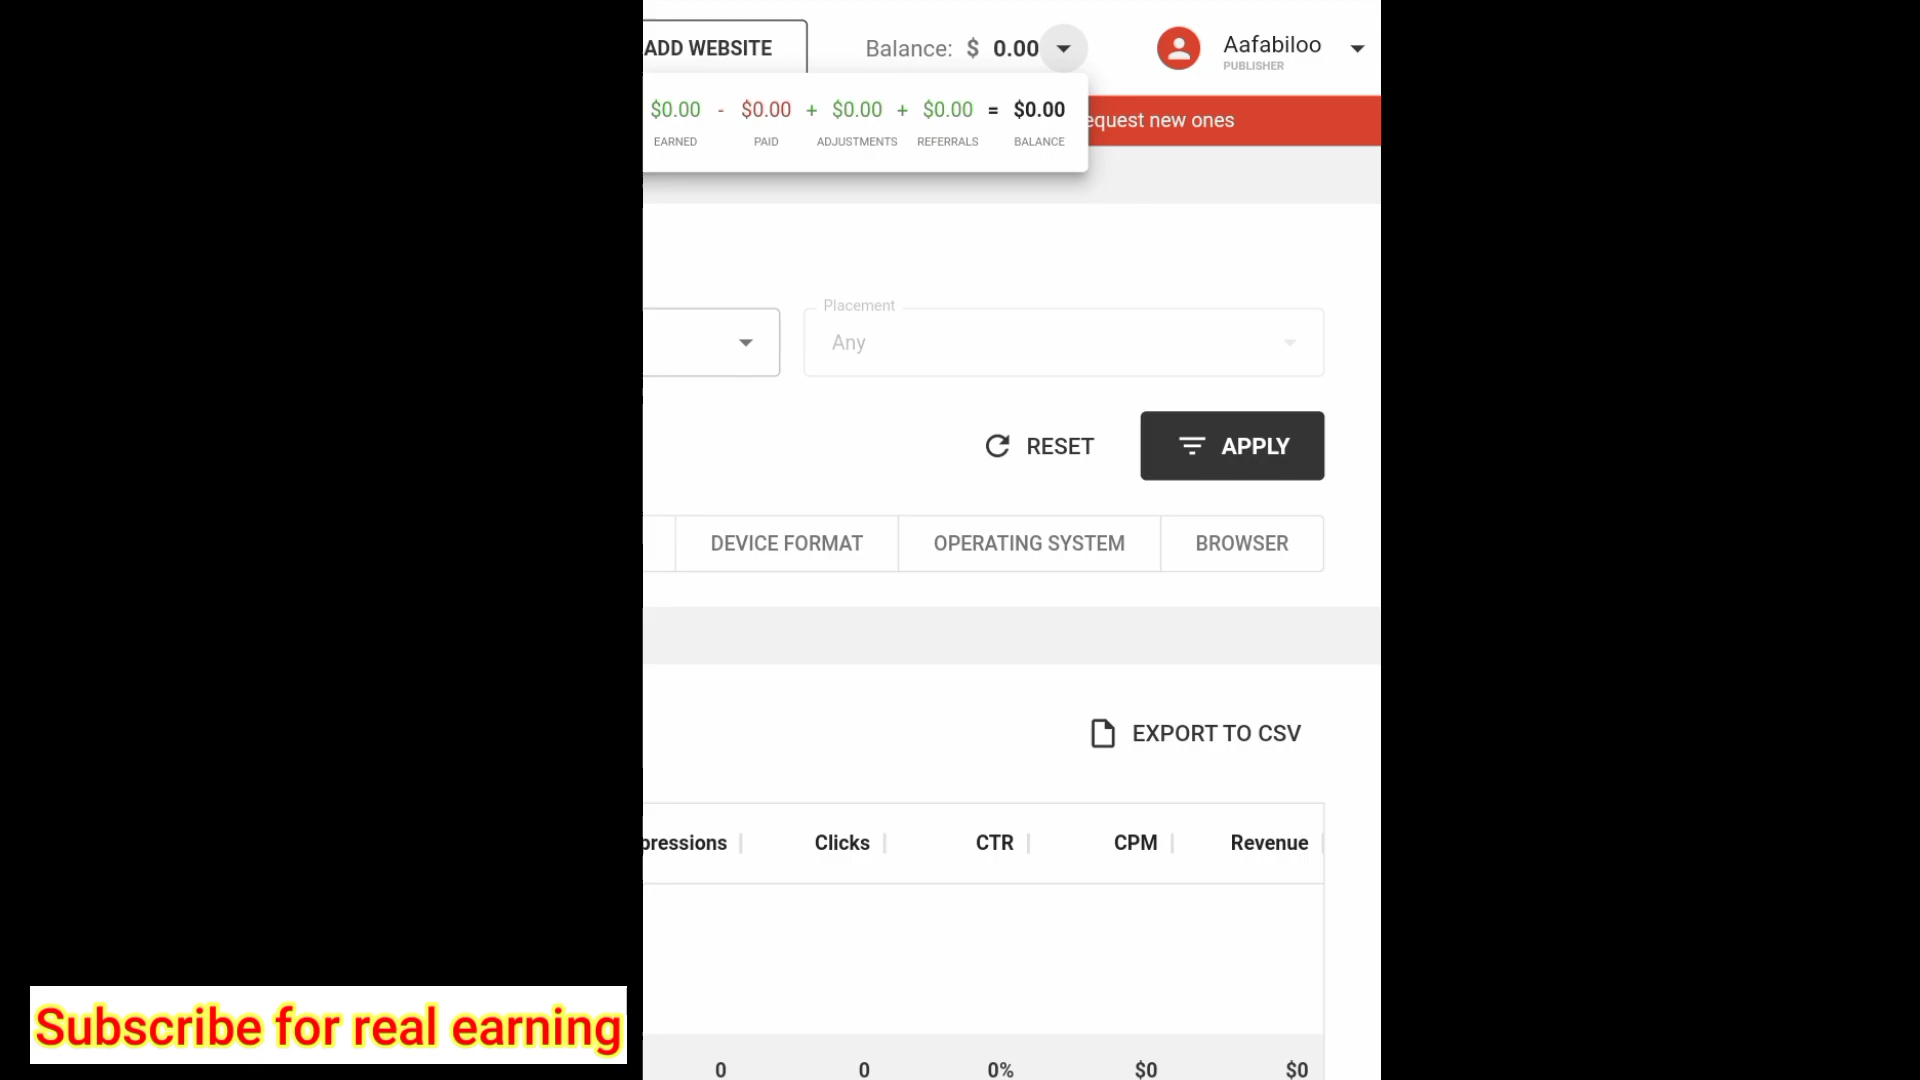 ADD WEBSITE
Balance: $ 0.00
Aafabiloo
PUBLISHER
$0.00 - $0.00 + $0.00 + $0.00 = $0.00
EARNED PAID ADJUSTMENTS REFERRALS BALANCE
new ones
Placement
Any
RESET
APPLY
DEVICE FORMAT OPERATING SYSTEM BROWSER
EXPORT TO CSV
Clicks CTR CPM Revenue
0 0 0% $0 $0
Subscribe for real earning